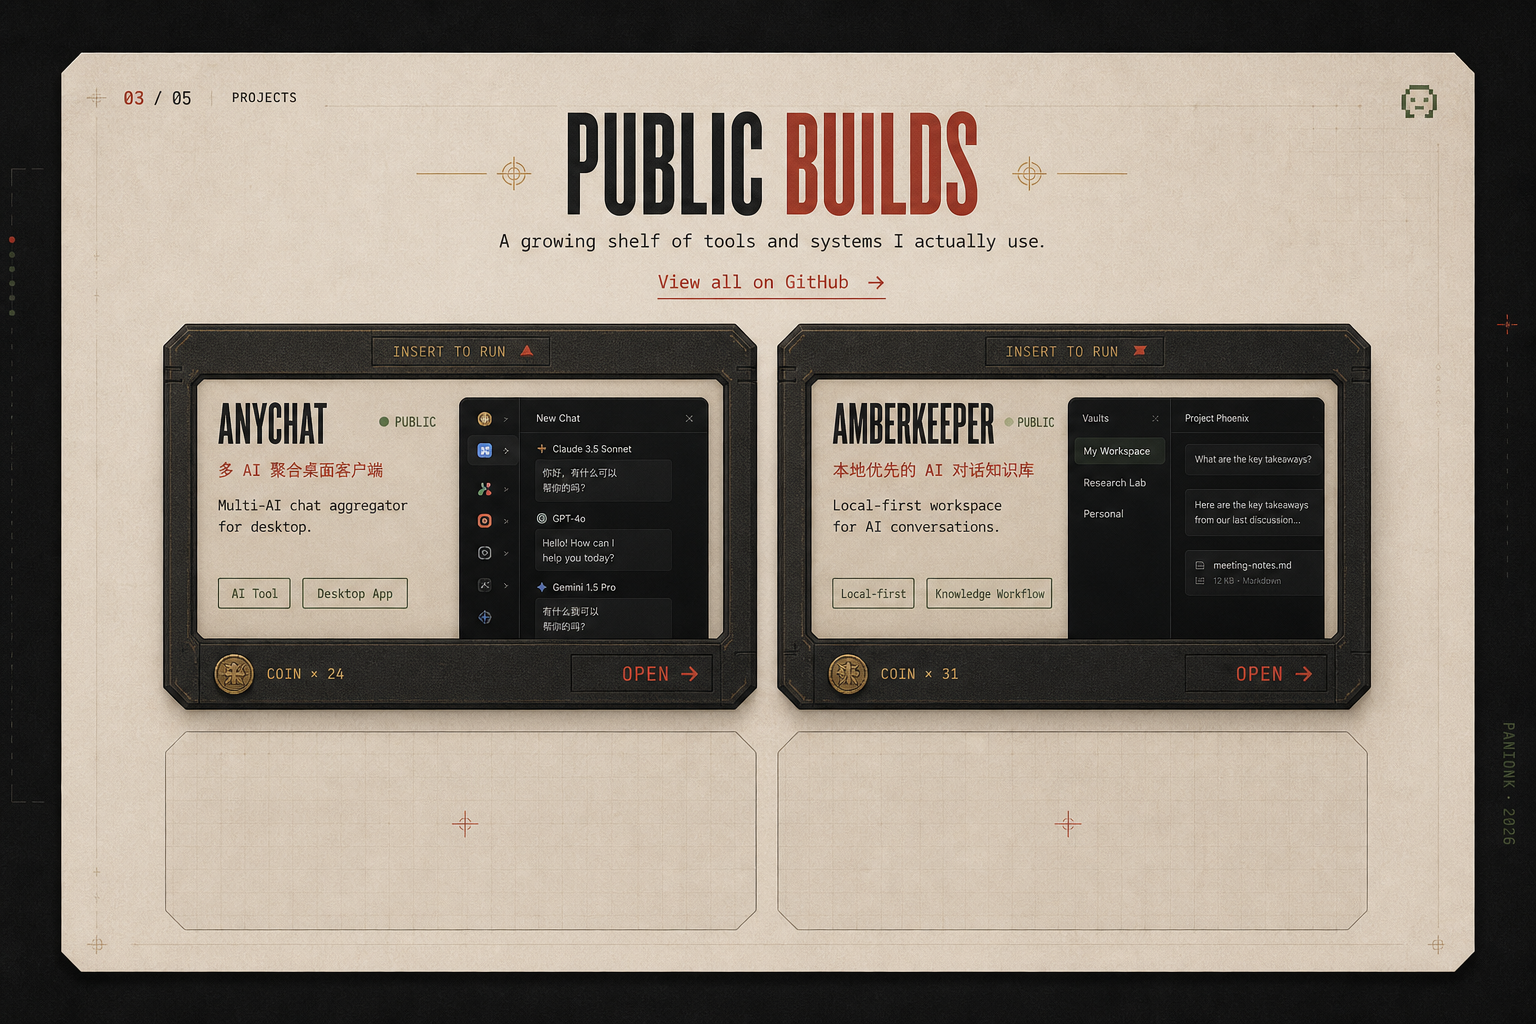 03 / 05 | PROJECTS
PUBLIC BUILDS
A growing shelf of tools and systems I actually use.
View all on GitHub →
INSERT TO RUN
ANYCHAT
PUBLIC
多 AI 聚合桌面客户端
Multi-AI chat aggregator
for desktop.
AI Tool
Desktop App
New Chat
Claude 3.5 Sonnet
你好，有什么可以
帮你的吗？
GPT-4o
Hello! How can I
help you today?
Gemini 1.5 Pro
有什么可以
帮你的吗？
COIN × 24
OPEN →
INSERT TO RUN
AMBERKEEPER
PUBLIC
本地优先的 AI 对话知识库
Local-first workspace
for AI conversations.
Local-first
Knowledge Workflow
Vaults
My Workspace
Research Lab
Personal
Project Phoenix
What are the key takeaways?
Here are the key takeaways
from our last discussion...
meeting-notes.md
12 KB • Markdown
COIN × 31
OPEN →
PANIONK · 2026